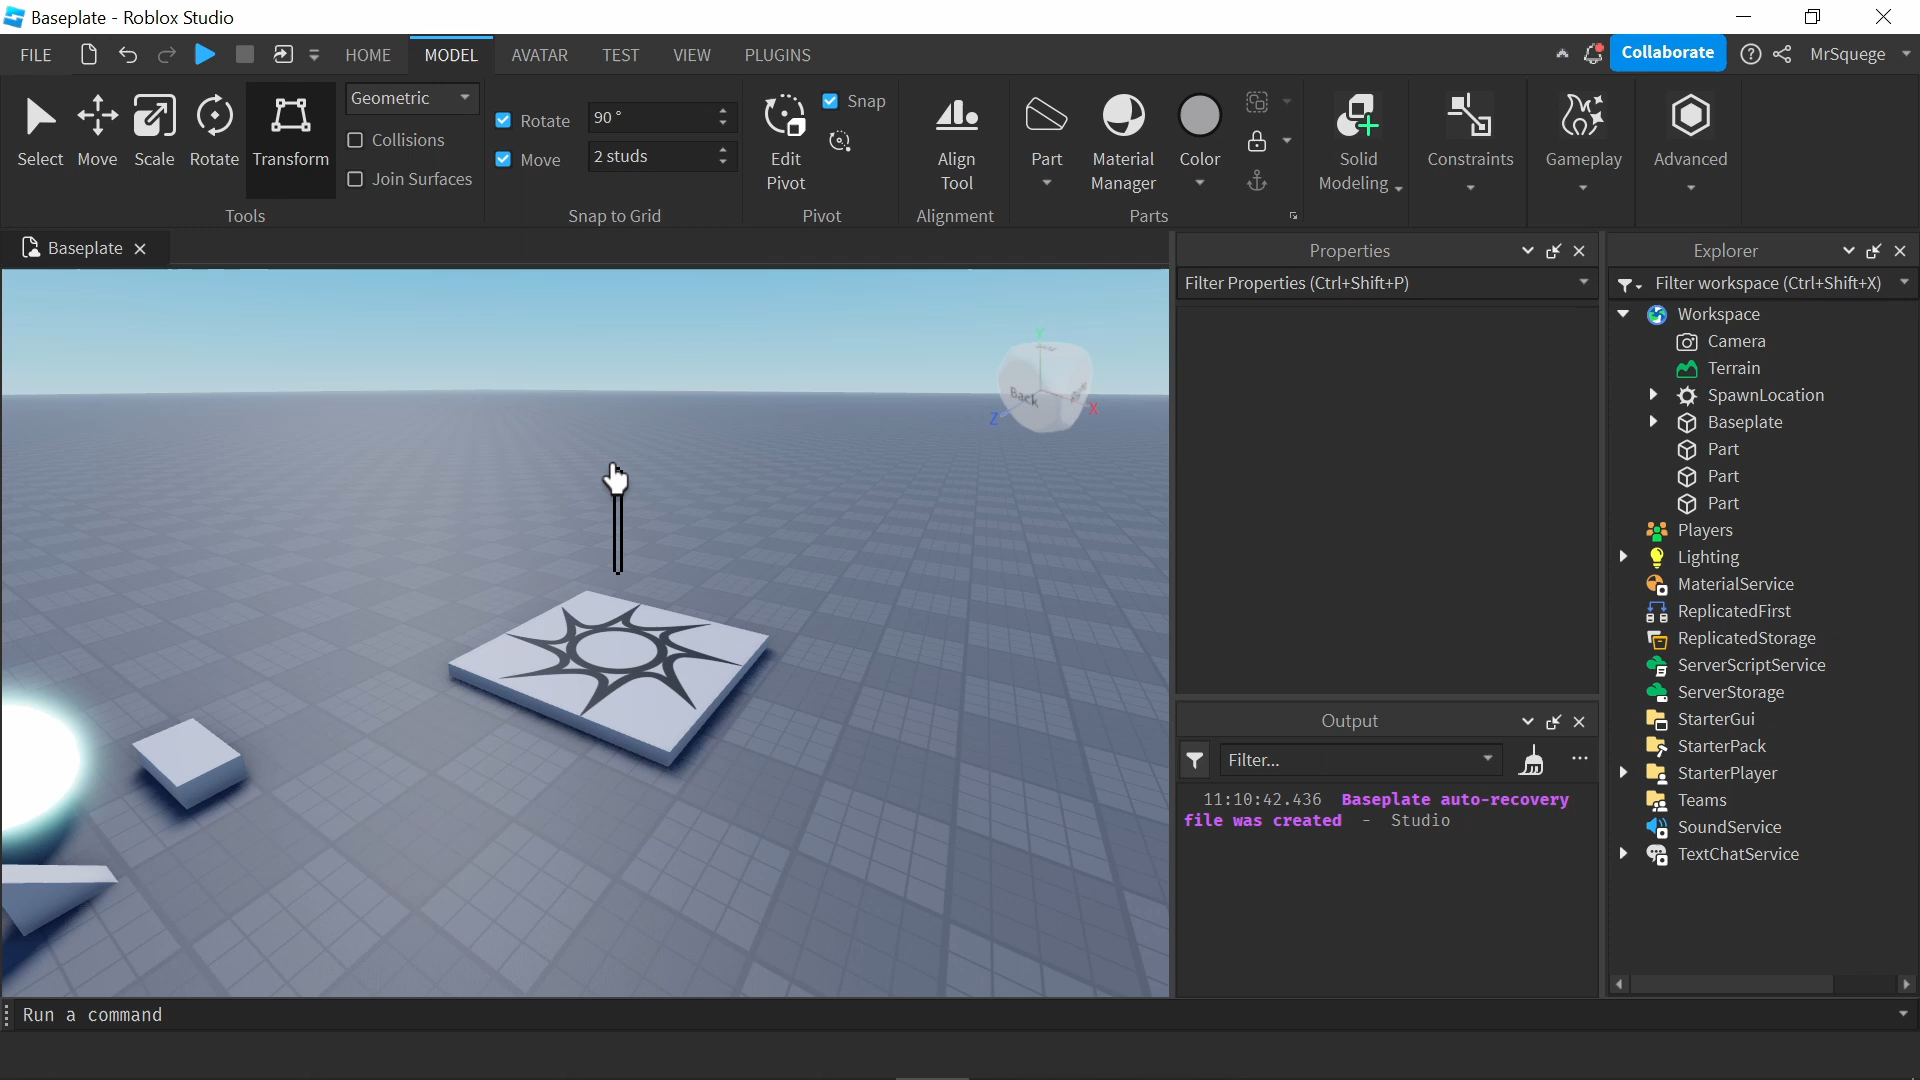 Baseplate - Roblox Studio
FILE HOME MODEL AVATAR TEST VIEW PLUGINS Collaborate MrSquege
Select Move Scale Rotate Transform
Geometric
Collisions
Join Surfaces
Tools
Rotate 90 °
Move 2 studs
Snap to Grid
Edit Pivot
Snap
Pivot
Align Tool
Alignment
Part
Material Manager
Color
Parts
Solid Modeling
Constraints
Gameplay
Advanced
Baseplate
Back
Y
Z
X
Properties
Filter Properties (Ctrl+Shift+P)
Output
Filter...
11:10:42.436 Baseplate auto-recovery
file was created - Studio
Explorer
Filter workspace (Ctrl+Shift+X)
Workspace
Camera
Terrain
SpawnLocation
Baseplate
Part
Part
Part
Players
Lighting
MaterialService
ReplicatedFirst
ReplicatedStorage
ServerScriptService
ServerStorage
StarterGui
StarterPack
StarterPlayer
Teams
SoundService
TextChatService
Run a command